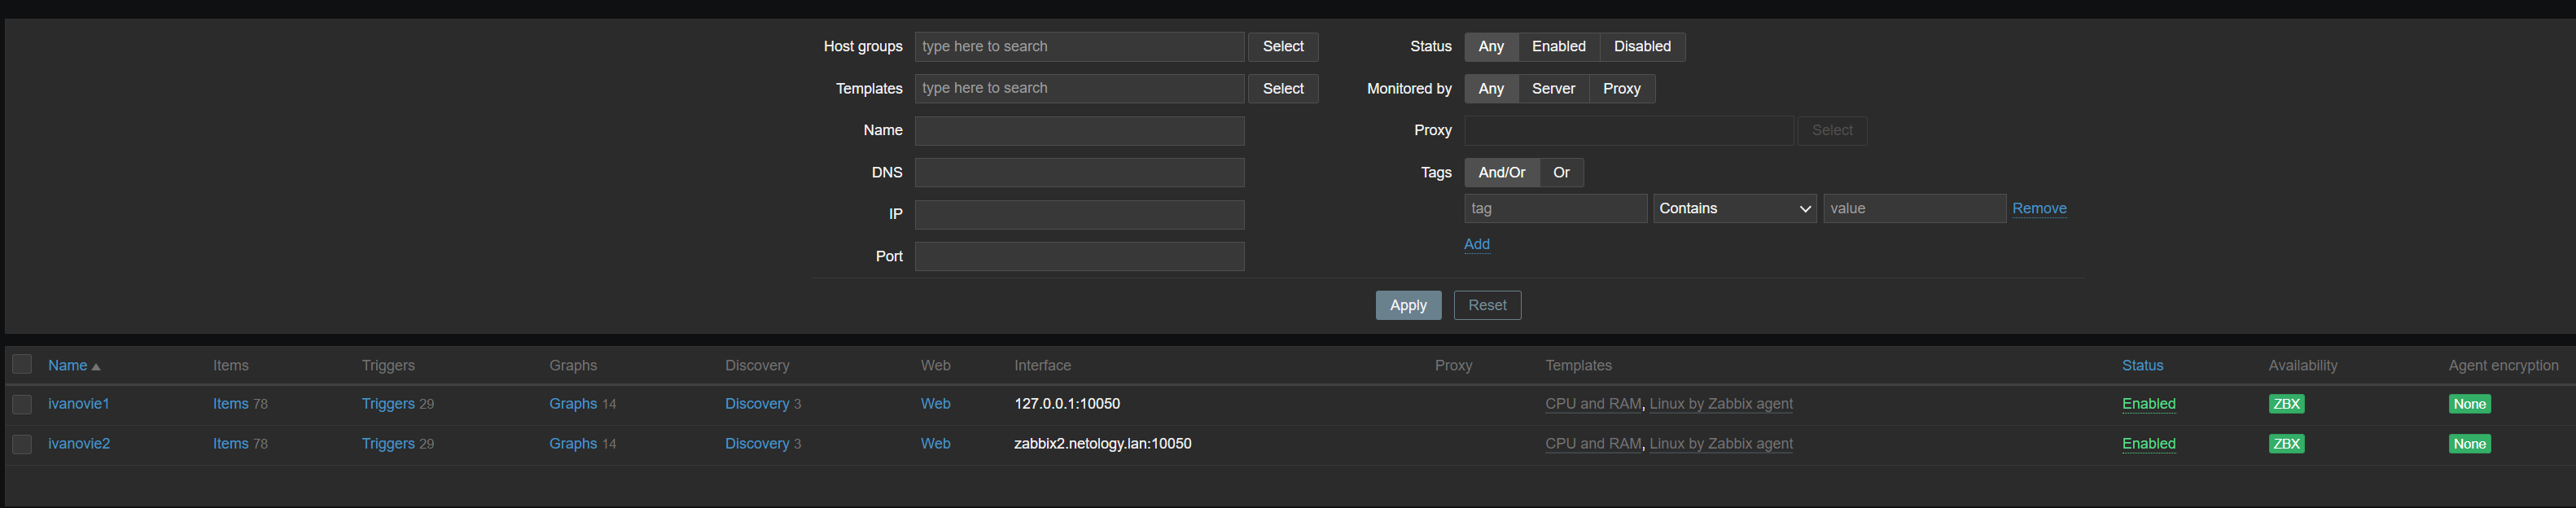 Host groups type here to search Select Status Any Enabled Disabled
Templates type here to search Select Monitored by Any Server Proxy
Name Proxy Select
DNS Tags And/Or Or
IP tag Contains value Remove
Port Add
Apply Reset
Name Items Triggers Graphs Discovery Web Interface Proxy Templates Status Availability Agent encryption
ivanovie1 Items 78 Triggers 29 Graphs 14 Discovery 3 Web 127.0.0.1:10050 CPU and RAM, Linux by Zabbix agent Enabled ZBX None
ivanovie2 Items 78 Triggers 29 Graphs 14 Discovery 3 Web zabbix2.netology.lan:10050 CPU and RAM, Linux by Zabbix agent Enabled ZBX None